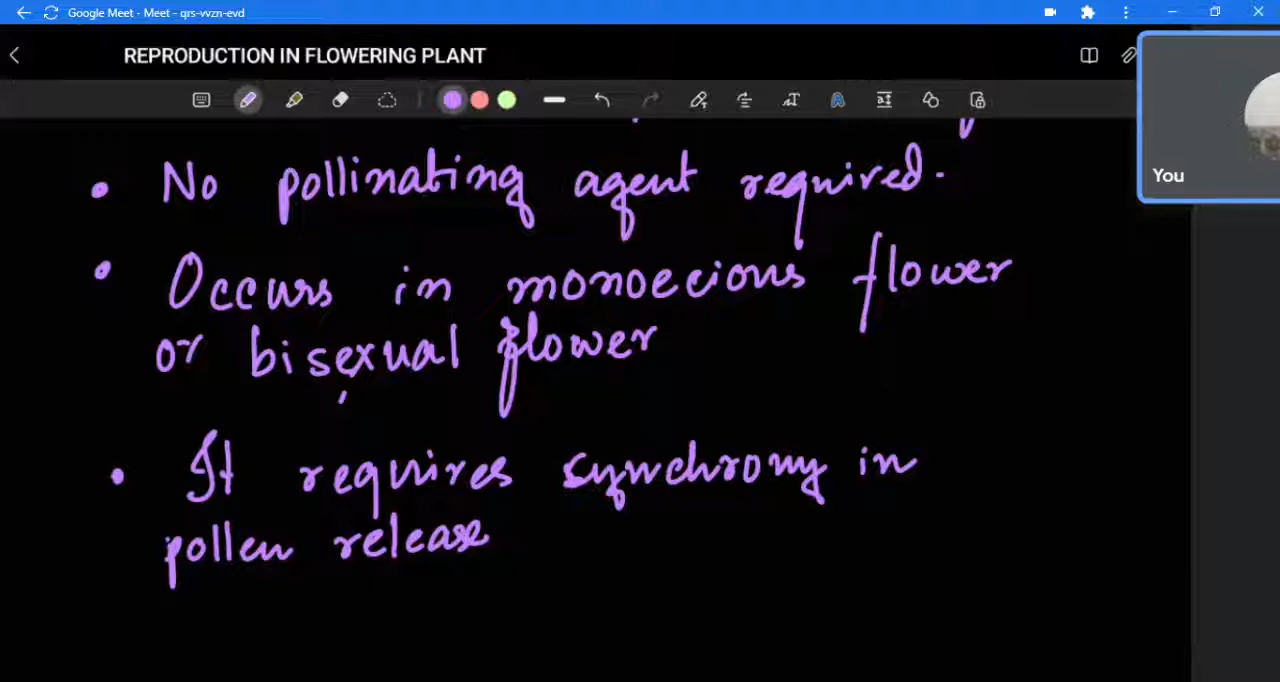 Google Meet - Meet - qrs-vvzn-evd
REPRODUCTION IN FLOWERING PLANT
You
• No pollinating agent required.
• Occurs in monoecious flower
or bisexual flower
• It requires synchrony in
pollen release